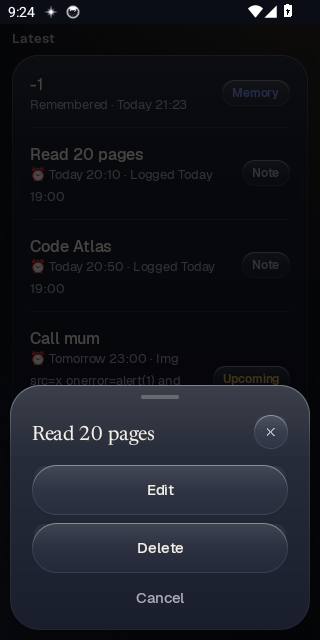 9:24
Latest
-1
Remembered · Today 21:23
Memory
Read 20 pages
⏰ Today 20:10 · Logged Today
19:00
Note
Code Atlas
⏰ Today 20:50 · Logged Today
19:00
Note
Call mum
⏰ Tomorrow 23:00 · Img
src=x onerror=alert(1) and
Upcoming
Read 20 pages
×
Edit
Delete
Cancel